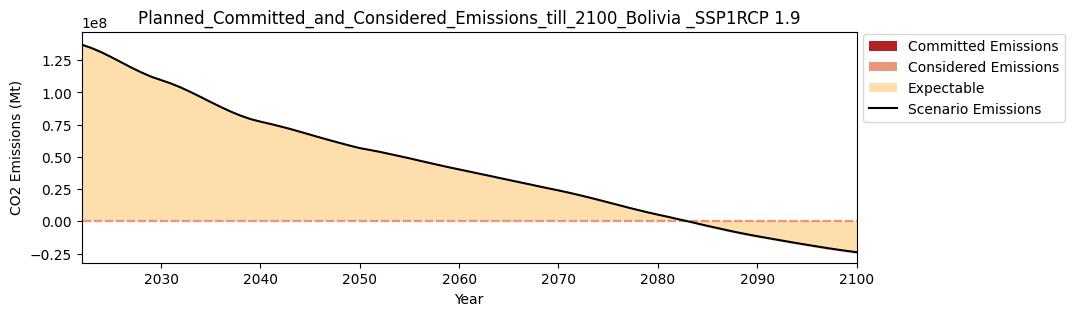 Planned_Committed_and_Considered_Emissions_till_2100_Bolivia _SSP1RCP 1.9
1e8
1.25
1.00
0.75
0.50
0.25
0.00
−0.25
CO2 Emissions (Mt)
2030 2040 2050 2060 2070 2080 2090 2100
Year
Committed Emissions
Considered Emissions
Expectable
Scenario Emissions